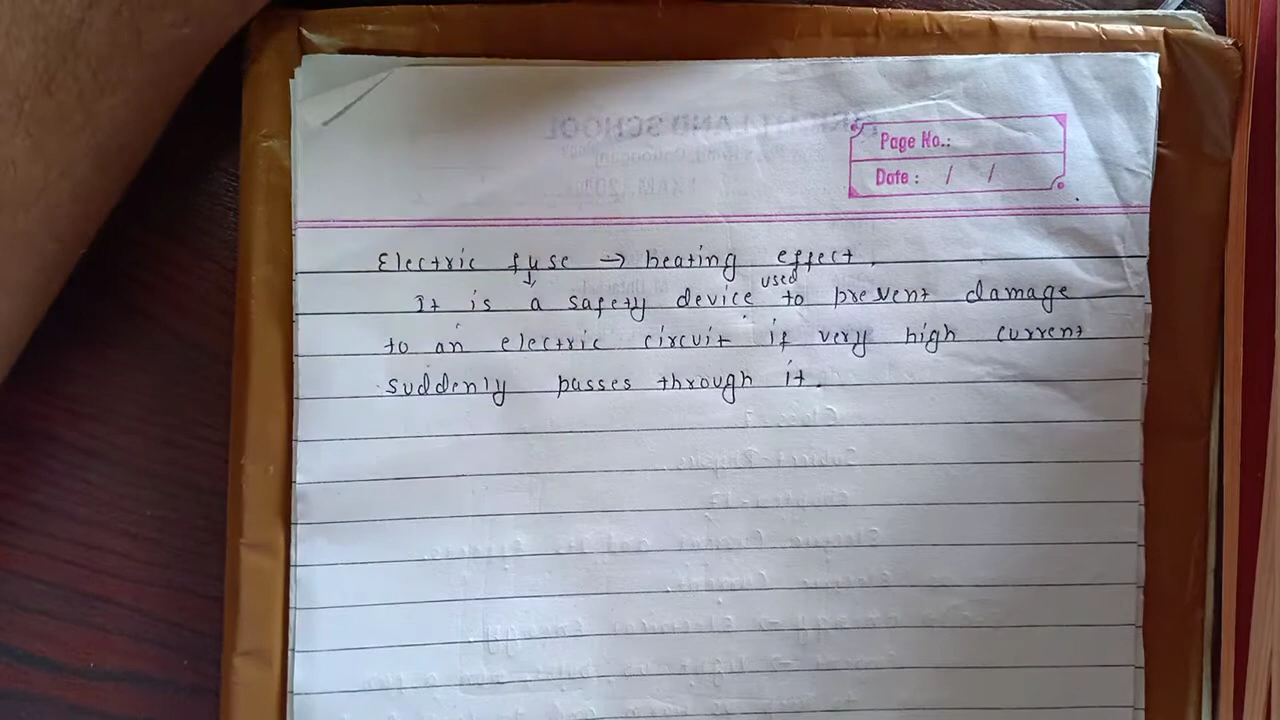 Page No.:
Date : / /
Electric fuse → heating effect.
↓
It is a safety device used to prevent damage
to an electric circuit if very high current
suddenly passes through it.